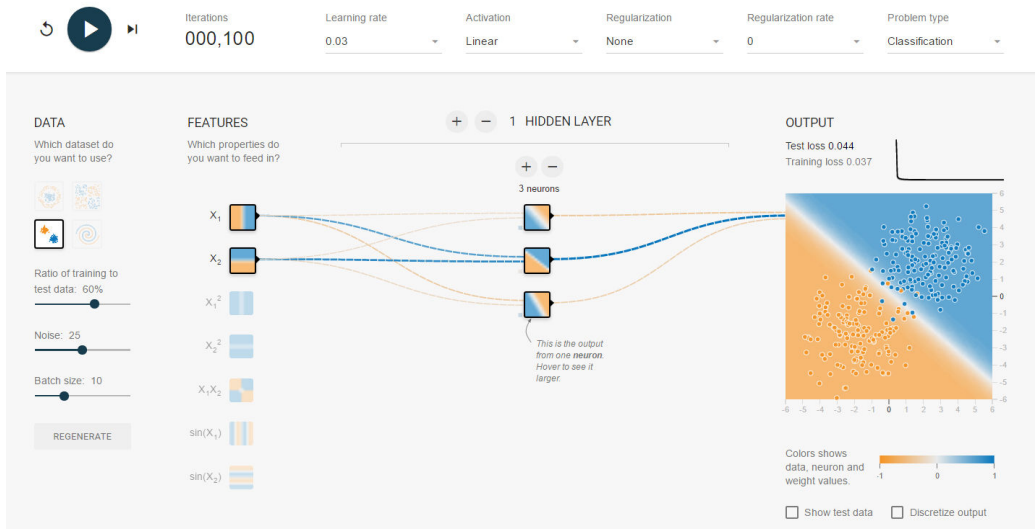 Iterations
000,100
Learning rate
0.03
Activation
Linear
Regularization
None
Regularization rate
0
Problem type
Classification
DATA
Which dataset do
you want to use?
Ratio of training to
test data: 60%
Noise: 25
Batch size: 10
REGENERATE
FEATURES
Which properties do
you want to feed in?
X1
X2
X1²
X2²
X1X2
sin(X1)
sin(X2)
+ − 1 HIDDEN LAYER
+ −
3 neurons
This is the output
from one neuron.
Hover to see it
larger.
OUTPUT
Test loss 0.044
Training loss 0.037
6
5
4
3
2
1
0
-1
-2
-3
-4
-5
-6
-6 -5 -4 -3 -2 -1 0 1 2 3 4 5 6
Colors shows
data, neuron and
weight values.
-1 0 1
Show test data
Discretize output